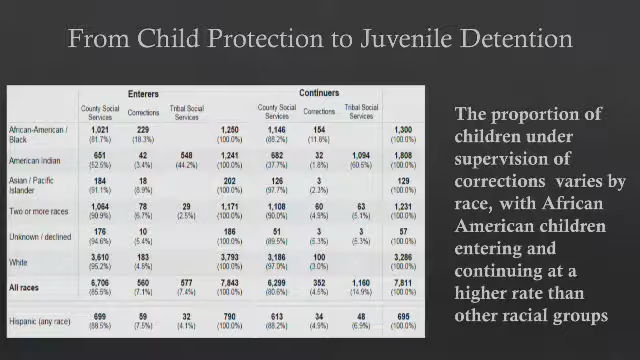 From Child Protection to Juvenile Detention
Enterers Continuers
County Social Services Corrections Tribal Social Services County Social Services Corrections Tribal Social Services
African-American / Black 1,021 229 1,250 1,146 154 1,300
(81.7%) (18.3%) (100.0%) (88.2%) (11.8%) (100.0%)
American Indian 651 42 548 1,241 682 32 1,094 1,808
(52.5%) (3.4%) (44.2%) (100.0%) (37.7%) (1.8%) (60.5%) (100.0%)
Asian / Pacific Islander 184 18 202 126 3 129
(91.1%) (8.9%) (100.0%) (97.7%) (2.3%) (100.0%)
Two or more races 1,064 78 29 1,171 1,108 60 63 1,231
(90.9%) (6.7%) (2.5%) (100.0%) (90.0%) (4.9%) (5.1%) (100.0%)
Unknown / declined 176 10 186 51 3 3 57
(94.6%) (5.4%) (100.0%) (89.5%) (5.3%) (5.3%) (100.0%)
White 3,610 183 3,793 3,186 100 3,286
(95.2%) (4.8%) (100.0%) (97.0%) (3.0%) (100.0%)
All races 6,706 560 577 7,843 6,299 352 1,160 7,811
(85.5%) (7.1%) (7.4%) (100.0%) (80.6%) (4.5%) (14.9%) (100.0%)
Hispanic (any race) 699 59 32 790 613 34 48 695
(88.5%) (7.5%) (4.1%) (100.0%) (88.2%) (4.9%) (6.9%) (100.0%)
The proportion of
children under
supervision of
corrections varies by
race, with African
American children
entering and
continuing at a
higher rate than
other racial groups